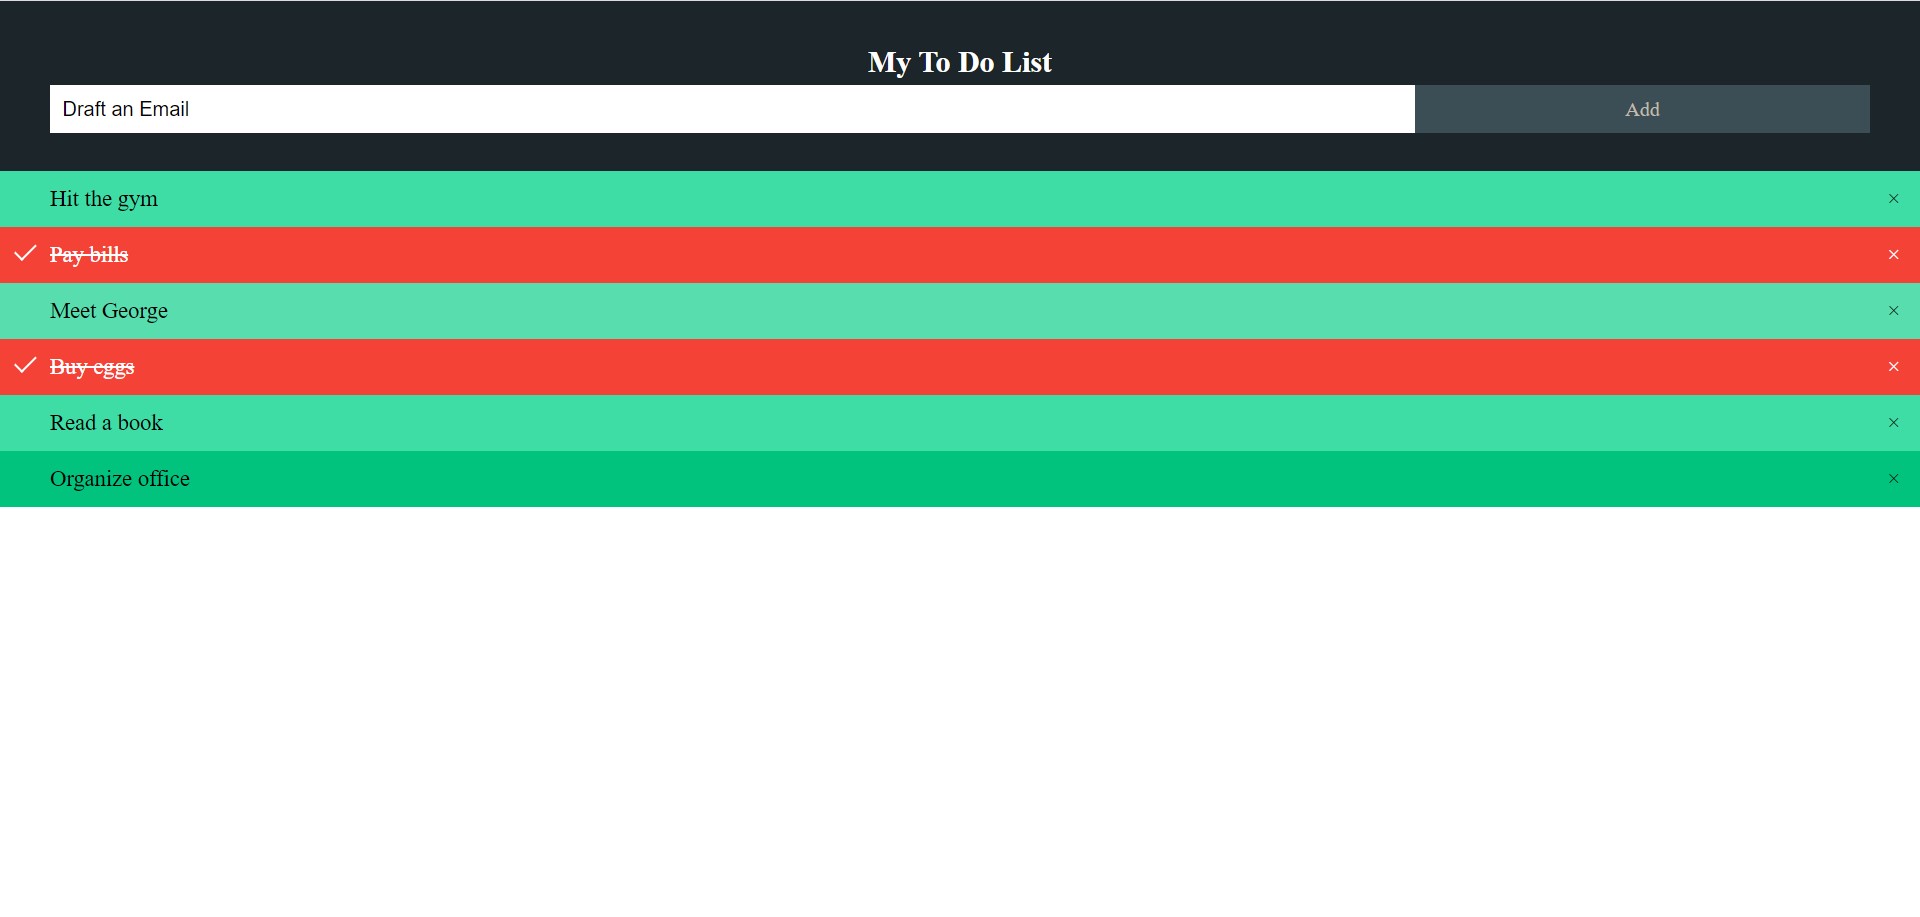 My To Do List
Draft an Email
Add
Hit the gym ×
Pay bills ×
Meet George ×
Buy eggs ×
Read a book ×
Organize office ×